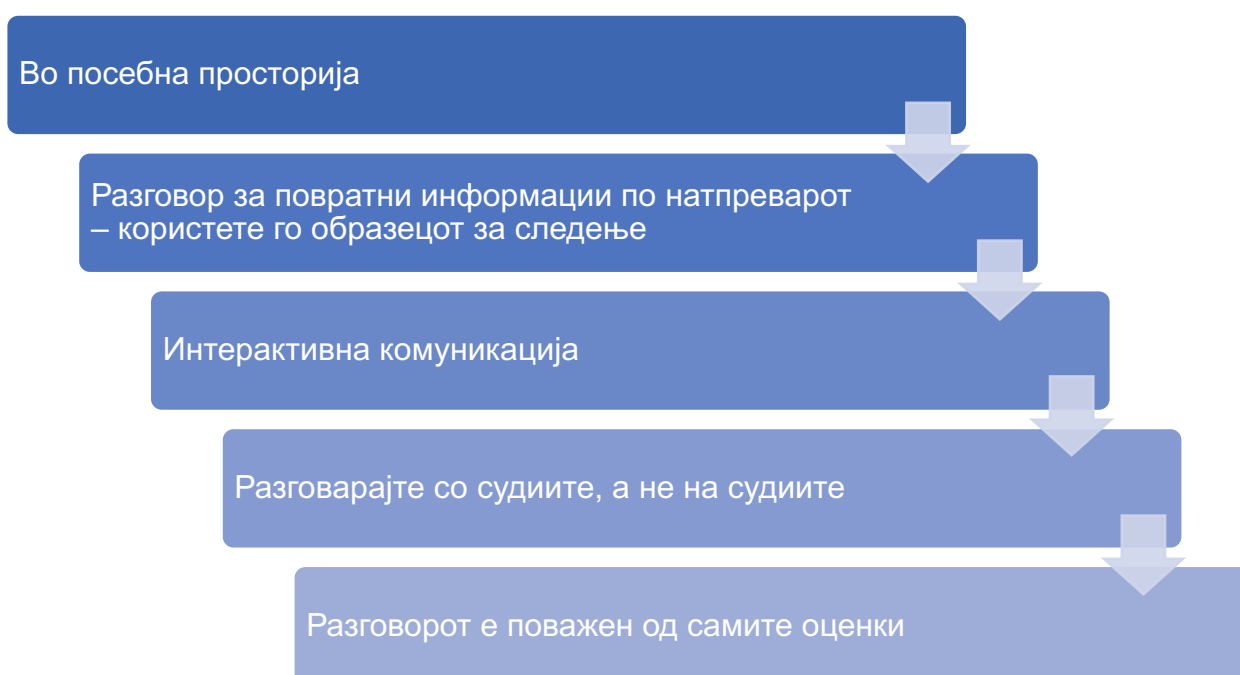 Во посебна просторија
Разговор за повратни информации по натпреварот
– користете го образецот за следење
Интерактивна комуникација
Разговарајте со судиите, а не на судиите
Разговорот е поважен од самите оценки